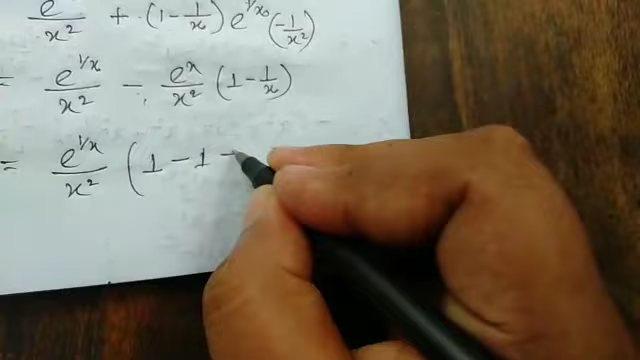 e/x² + (1 - 1/x) e^{1/x} (-1/x²)
= e^{1/x}/x² - e^x/x² (1 - 1/x)
= e^{1/x}/x² (1 - 1 -